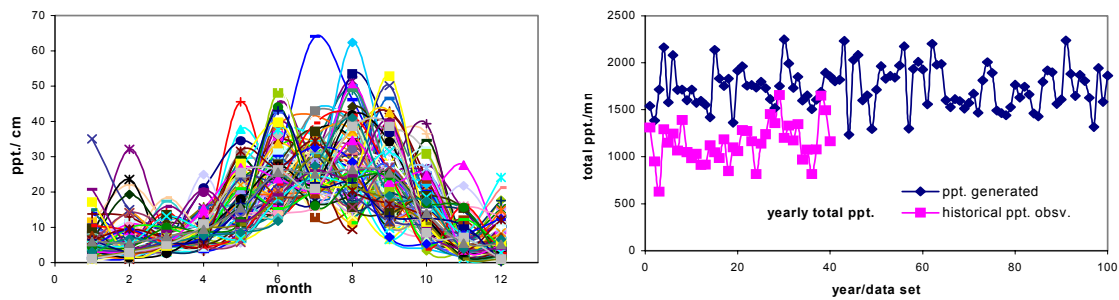 70
60
50
40
30
20
10
0
ppt./ cm
0 2 4 6 8 10 12
month
2500
2000
1500
1000
500
0
total ppt./mn
0 20 40 60 80 100
year/data set
yearly total ppt.
ppt. generated
historical ppt. obsv.